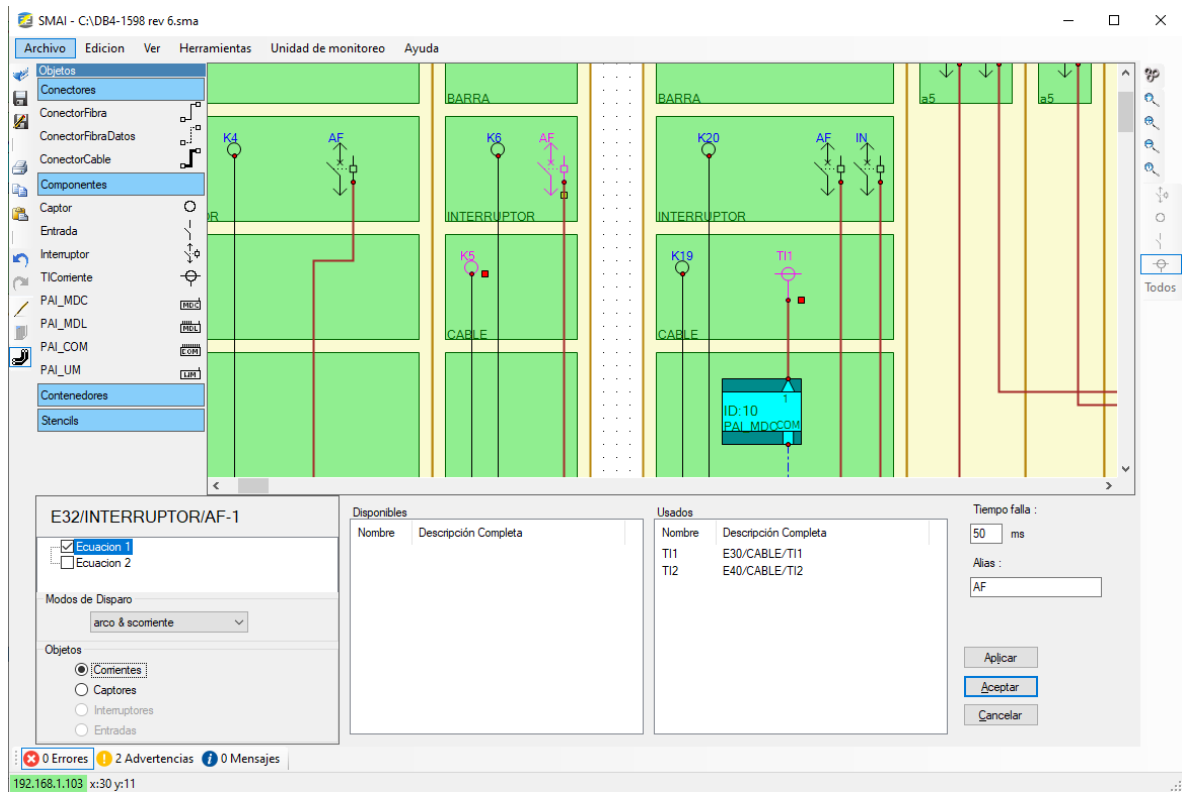 SMAI - C:\DB4-1598 rev 6.sma
Archivo Edicion Ver Herramientas Unidad de monitoreo Ayuda
Objetos
Conectores
ConectorFibra
ConectorFibraDatos
ConectorCable
Componentes
Captor
Entrada
Interruptor
TICorriente
PAI_MDC MDC
PAI_MDL MDL
PAI_COM COM
PAI_UM UM
Contenedores
Stencils
BARRA BARRA a5 a5
K4 AF K6 AF K20 AF IN
INTERRUPTOR INTERRUPTOR
K5 K19 TI1
CABLE CABLE
1
ID:10
PAI_MDC COM
Todos
E32/INTERRUPTOR/AF-1
Ecuacion 1
Ecuacion 2
Modos de Disparo
arco & scorriente
Objetos
Corrientes
Captores
Interruptores
Entradas
Disponibles
Nombre Descripción Completa
Usados
Nombre Descripción Completa
TI1 E30/CABLE/TI1
TI2 E40/CABLE/TI2
Tiempo falla :
50 ms
Alias :
AF
Aplicar
Aceptar
Cancelar
0 Errores 2 Advertencias 0 Mensajes
192.168.1.103 x:30 y:11